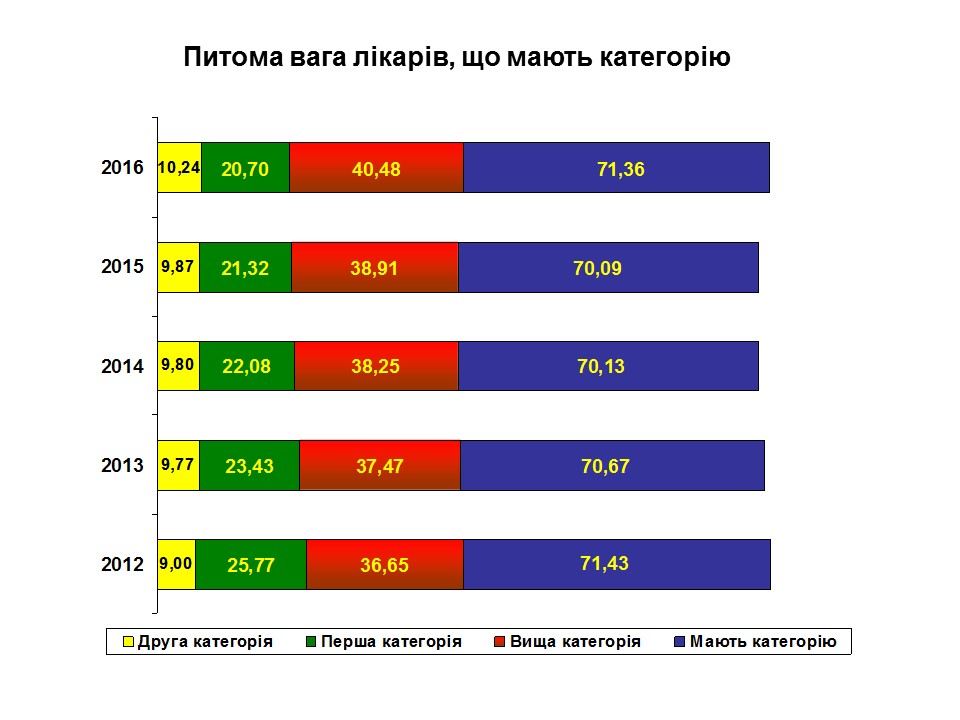 Питома вага лікарів, що мають категорію
2016 10,24 20,70 40,48 71,36
2015 9,87 21,32 38,91 70,09
2014 9,80 22,08 38,25 70,13
2013 9,77 23,43 37,47 70,67
2012 9,00 25,77 36,65 71,43
Друга категорія Перша категорія Вища категорія Мають категорію